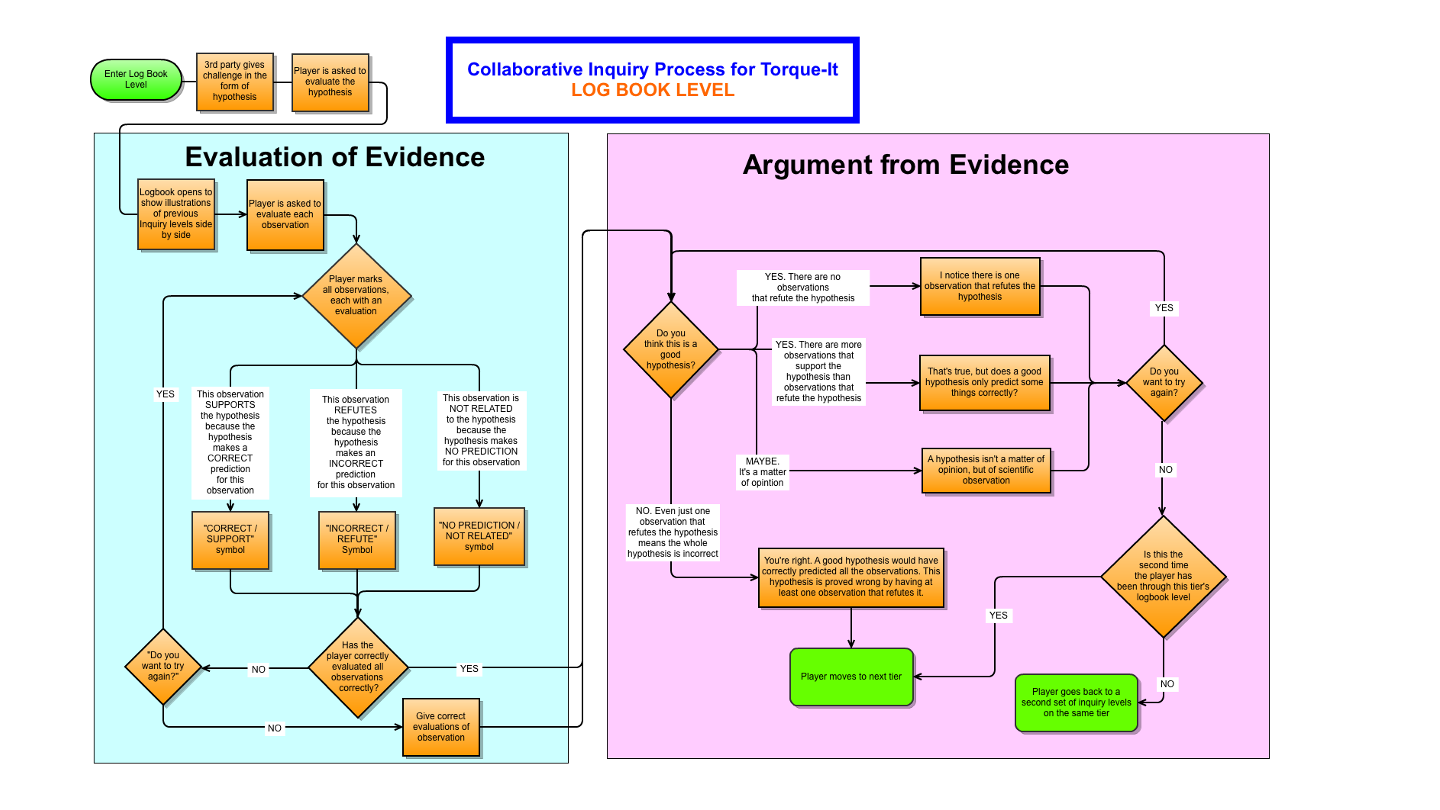 Collaborative Inquiry Process for Torque-It
LOG BOOK LEVEL
Enter Log Book
Level
3rd party gives
challenge in the
form of
hypothesis
Player is asked to
evaluate the
hypothesis
Evaluation of Evidence
Logbook opens to
show illustrations
of previous
Inquiry levels side
by side
Player is asked to
evaluate each
observation
Player marks
all observations,
each with an
evaluation
YES
This observation
SUPPORTS
the hypothesis
because the
hypothesis
makes a
CORRECT
prediction
for this
observation
This observation
REFUTES
the hypothesis
because the
hypothesis
makes an
INCORRECT
prediction
for this observation
This observation is
NOT RELATED
to the hypothesis
because the
hypothesis makes
NO PREDICTION
for this observation
"CORRECT /
SUPPORT"
symbol
"INCORRECT /
REFUTE"
Symbol
"NO PREDICTION /
NOT RELATED"
symbol
"Do you
want to try
again?"
NO
Has the
player correctly
evaluated all
observations
correctly?
YES
NO
Give correct
evaluations of
observation
Argument from Evidence
Do you
think this is a
good
hypothesis?
YES. There are no
observations
that refute the hypothesis
I notice there is one
observation that refutes the
hypothesis
YES. There are more
observations that
support the
hypothesis than
observations that
refute the hypothesis
That's true, but does a good
hypothesis only predict some
things correctly?
MAYBE.
It's a matter
of opinion
A hypothesis isn't a matter of
opinion, but of scientific
observation
YES
Do you
want to try
again?
NO
NO. Even just one
observation that
refutes the hypothesis
means the whole
hypothesis is incorrect
You're right. A good hypothesis would have
correctly predicted all the observations. This
hypothesis is proved wrong by having at
least one observation that refutes it.
Is this the
second time
the player has
been through this tier's
logbook level
YES
Player moves to next tier
NO
Player goes back to a
second set of inquiry levels
on the same tier